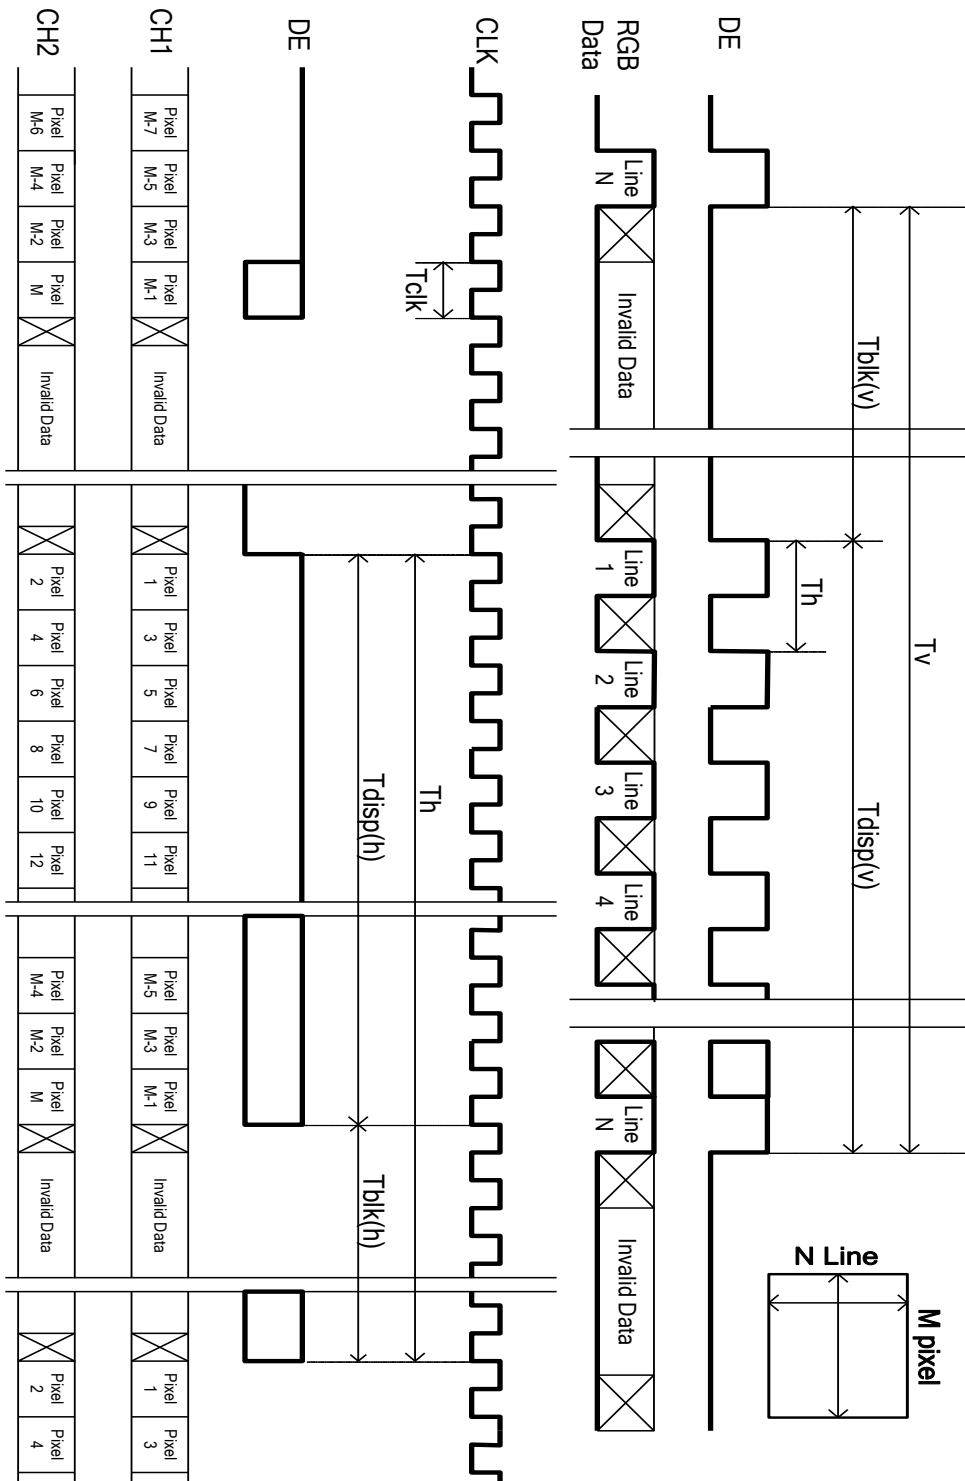 Tv
Tblk(v)
Tdisp(v)
Th
DE
RGB
Data
Line
N
Invalid Data
Line
1
Line
2
Line
3
Line
4
Line
N
Invalid Data
N Line
M pixel
CLK
Tclk
Th
Tdisp(h)
Tblk(h)
DE
CH1
Pixel
M-7
Pixel
M-5
Pixel
M-3
Pixel
M-1
Invalid Data
Pixel
1
Pixel
3
Pixel
5
Pixel
7
Pixel
9
Pixel
11
Pixel
M-5
Pixel
M-3
Pixel
M-1
Invalid Data
Pixel
1
Pixel
3
CH2
Pixel
M-6
Pixel
M-4
Pixel
M-2
Pixel
M
Invalid Data
Pixel
2
Pixel
4
Pixel
6
Pixel
8
Pixel
10
Pixel
12
Pixel
M-4
Pixel
M-2
Pixel
M
Invalid Data
Pixel
2
Pixel
4